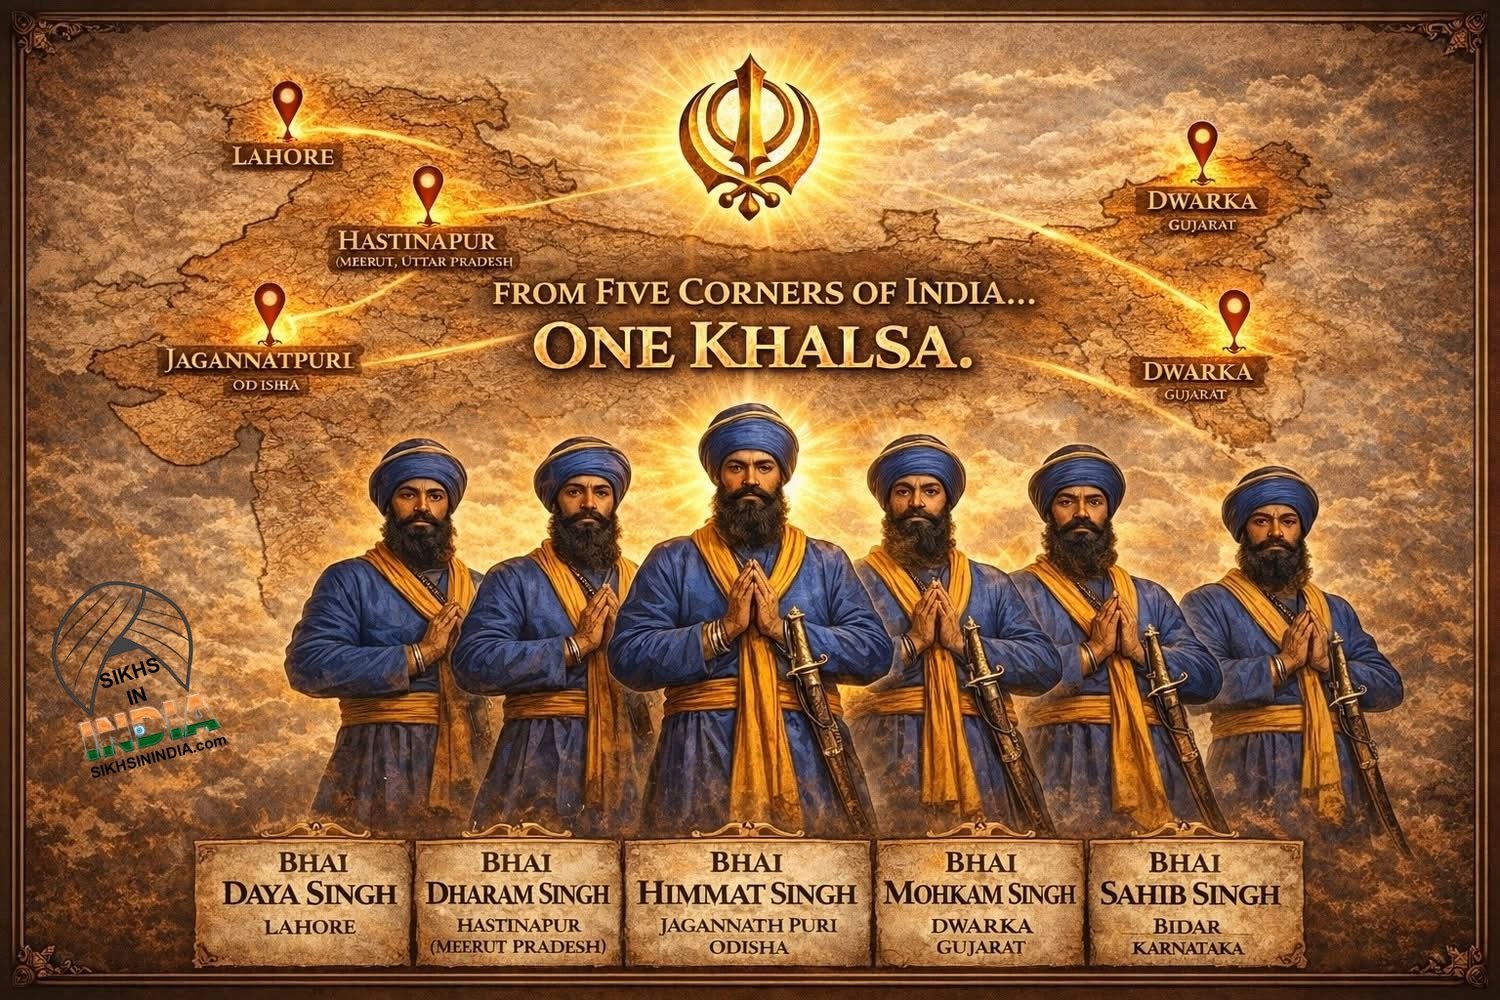 LAHORE
HASTINAPUR
(MEERUT, UTTAR PRADESH
JAGANNATPURI
OD ISHA
DWARKA
GUJARAT
DWARKA
GUJARAT
FROM FIVE CORNERS OF INDIA...
ONE KHALSA.
SIKHS
IN
INDIA
SIKHSININDIA.com
BHAI
DAYA SINGH
LAHORE
BHAI
DHARAM SINGH
HASTINAPUR
(MEERUT PRADESH)
BHAI
HIMMAT SINGH
JAGANNATH PURI
ODISHA
BHAI
MOHKAM SINGH
DWARKA
GUJARAT
BHAI
SAHIB SINGH
BIDAR
KARNATAKA